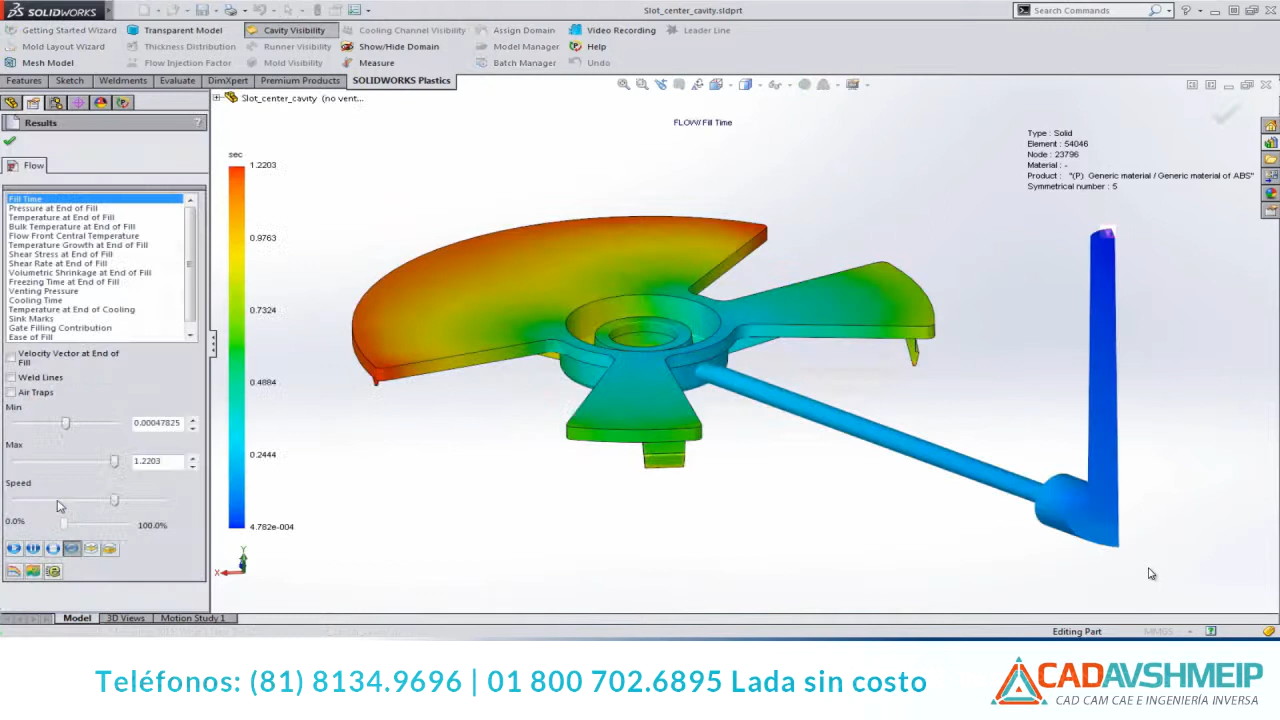 SOLIDWORKS
Slot_center_cavity.sldprt
Search Commands
Getting Started Wizard
Transparent Model
Cavity Visibility
Cooling Channel Visibility
Assign Domain
Video Recording
Leader Line
Mold Layout Wizard
Thickness Distribution
Runner Visibility
Show/Hide Domain
Model Manager
Help
Mesh Model
Flow Injection Factor
Mold Visibility
Measure
Batch Manager
Undo
Features
Sketch
Weldments
Evaluate
DimXpert
Premium Products
SOLIDWORKS Plastics
Slot_center_cavity (no vent...
Results
?
Flow
Fill Time
Pressure at End of Fill
Temperature at End of Fill
Bulk Temperature at End of Fill
Flow Front Central Temperature
Temperature Growth at End of Fill
Shear Stress at End of Fill
Shear Rate at End of Fill
Volumetric Shrinkage at End of Fill
Freezing Time at End of Fill
Venting Pressure
Cooling Time
Temperature at End of Cooling
Sink Marks
Gate Filling Contribution
Ease of Fill
Velocity Vector at End of
Fill
Weld Lines
Air Traps
Min
0.00047825
Max
1.2203
Speed
0.0%
100.0%
sec
1.2203
0.9763
0.7324
0.4884
0.2444
4.782e-004
Y
X
FLOW/ Fill Time
Type : Solid
Element : 54046
Node : 23796
Material : -
Product : "(P) Generic material / Generic material of ABS"
Symmetrical number : 5
Model
3D Views
Motion Study 1
Editing Part
MMGS
Teléfonos: (81) 8134.9696 | 01 800 702.6895 Lada sin costo
CADAVSHMEIP
CAD CAM CAE E INGENIERÍA INVERSA